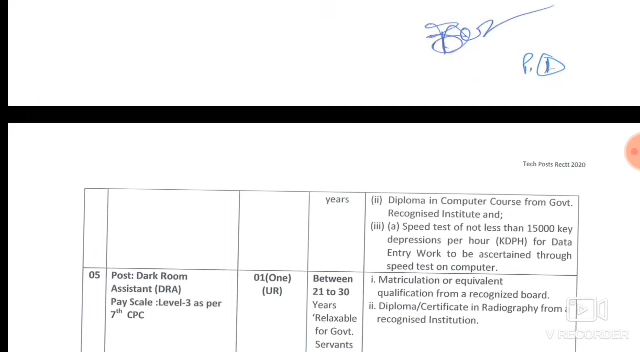 P. 1
Tech Posts Rectt 2020
years
(ii) Diploma in Computer Course from Govt.
Recognised Institute and;
(iii) (a) Speed test of not less than 15000 key
depressions per hour (KDPH) for Data
Entry Work to be ascertained through
speed test on computer.
05
Post: Dark Room
Assistant (DRA)
Pay Scale :Level-3 as per
7th CPC
01(One)
(UR)
Between
21 to 30
Years
'Relaxable
for Govt.
Servants
i. Matriculation or equivalent
qualification from a recognized board.
ii. Diploma/Certificate in Radiography from a
recognised Institution.
V RECORDER